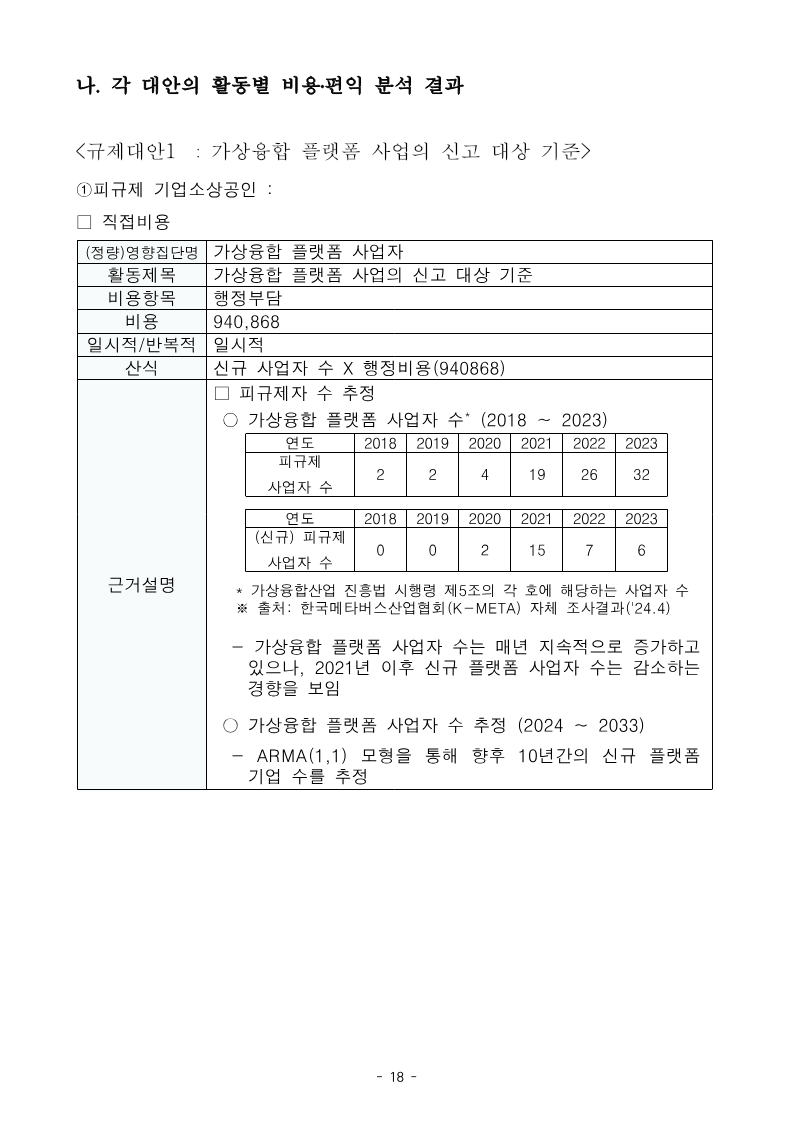 나. 각 대안의 활동별 비용·편익 분석 결과
<규제대안1 : 가상융합 플랫폼 사업의 신고 대상 기준>
①피규제 기업소상공인 :
□ 직접비용
(정량)영향집단명 가상융합 플랫폼 사업자
활동제목 가상융합 플랫폼 사업의 신고 대상 기준
비용항목 행정부담
비용 940,868
일시적/반복적 일시적
산식 신규 사업자 수 X 행정비용(940868)
근거설명
□ 피규제자 수 추정
○ 가상융합 플랫폼 사업자 수* (2018 ~ 2023)
연도 2018 2019 2020 2021 2022 2023
피규제
사업자 수 2 2 4 19 26 32
연도 2018 2019 2020 2021 2022 2023
(신규) 피규제
사업자 수 0 0 2 15 7 6
* 가상융합산업 진흥법 시행령 제5조의 각 호에 해당하는 사업자 수
※ 출처: 한국메타버스산업협회(K-META) 자체 조사결과('24.4)
- 가상융합 플랫폼 사업자 수는 매년 지속적으로 증가하고
있으나, 2021년 이후 신규 플랫폼 사업자 수는 감소하는
경향을 보임
○ 가상융합 플랫폼 사업자 수 추정 (2024 ~ 2033)
- ARMA(1,1) 모형을 통해 향후 10년간의 신규 플랫폼
기업 수를 추정
- 18 -